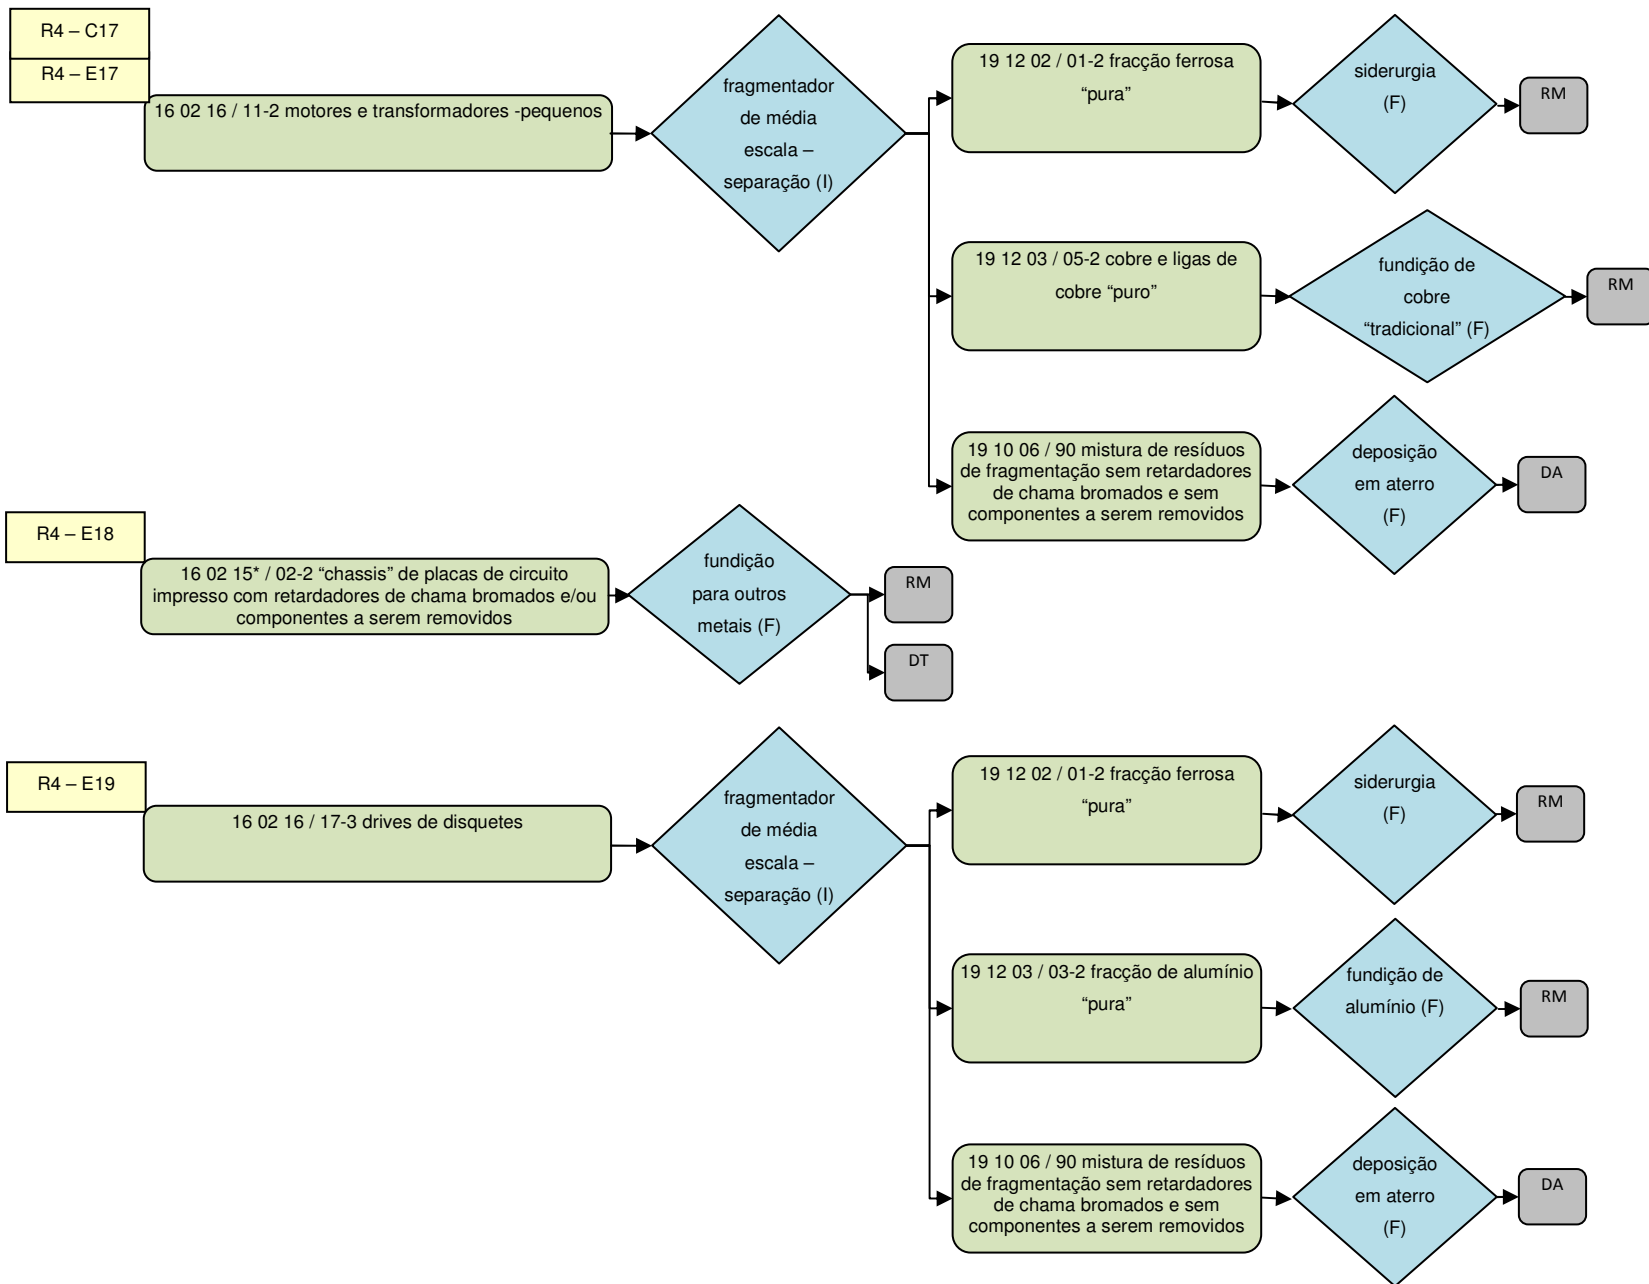 R4 – C17
R4 – E17
16 02 16 / 11-2 motores e transformadores -pequenos
fragmentador
de média
escala –
separação (I)
19 12 02 / 01-2 fracção ferrosa
“pura”
siderurgia
(F)
RM
19 12 03 / 05-2 cobre e ligas de
cobre “puro”
fundição de
cobre
“tradicional” (F)
RM
19 10 06 / 90 mistura de resíduos
de fragmentação sem retardadores
de chama bromados e sem
componentes a serem removidos
deposição
em aterro
(F)
DA
R4 – E18
16 02 15* / 02-2 “chassis” de placas de circuito
impresso com retardadores de chama bromados e/ou
componentes a serem removidos
fundição
para outros
metais (F)
RM
DT
R4 – E19
16 02 16 / 17-3 drives de disquetes
fragmentador
de média
escala –
separação (I)
19 12 02 / 01-2 fracção ferrosa
“pura”
siderurgia
(F)
RM
19 12 03 / 03-2 fracção de alumínio
“pura”
fundição de
alumínio (F)
RM
19 10 06 / 90 mistura de resíduos
de fragmentação sem retardadores
de chama bromados e sem
componentes a serem removidos
deposição
em aterro
(F)
DA